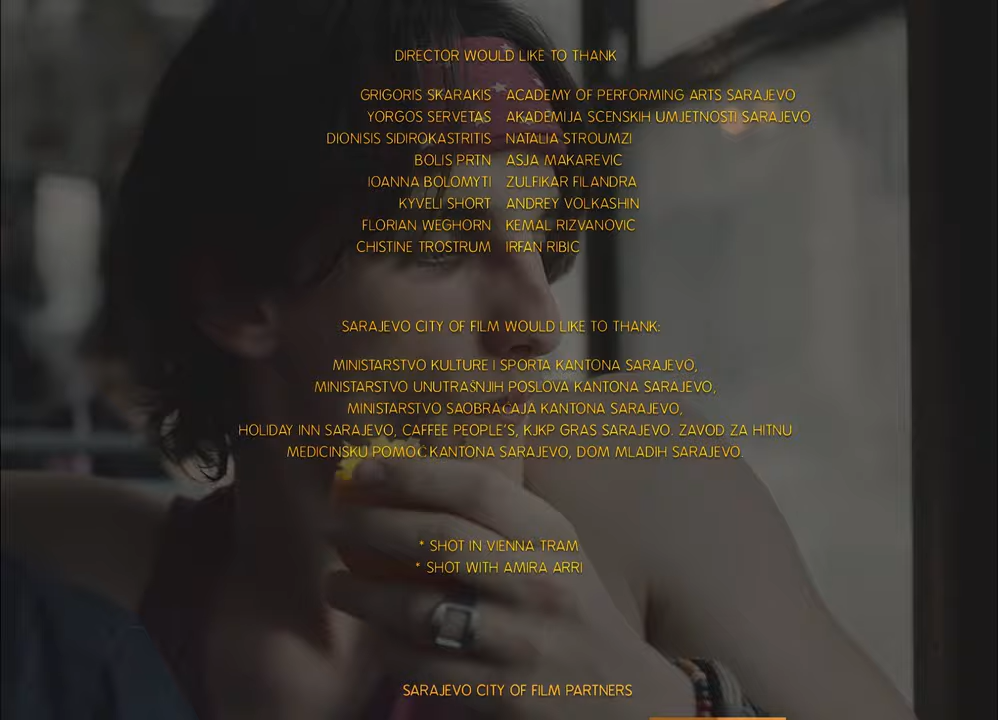 DIRECTOR WOULD LIKE TO THANK
GRIGORIS SKARAKIS ACADEMY OF PERFORMING ARTS SARAJEVO
YORGOS SERVETAS AKADEMIJA SCENSKIH UMJETNOSTI SARAJEVO
DIONISIS SIDIROKASTRITIS NATALIA STROUMZI
BOLIS PRTN ASJA MAKAREVIC
IOANNA BOLOMYTI ZULFIKAR FILANDRA
KYVELI SHORT ANDREY VOLKASHIN
FLORIAN WEGHORN KEMAL RIZVANOVIC
CHISTINE TROSTRUM IRFAN RIBIC
SARAJEVO CITY OF FILM WOULD LIKE TO THANK:
MINISTARSTVO KULTURE I SPORTA KANTONA SARAJEVO,
MINISTARSTVO UNUTRAŠNJIH POSLOVA KANTONA SARAJEVO,
MINISTARSTVO SAOBRAĆAJA KANTONA SARAJEVO,
HOLIDAY INN SARAJEVO, CAFFEE PEOPLE'S, KJKP GRAS SARAJEVO. ZAVOD ZA HITNU
MEDICINSKU POMOĆ KANTONA SARAJEVO, DOM MLADIH SARAJEVO.
* SHOT IN VIENNA TRAM
* SHOT WITH AMIRA ARRI
SARAJEVO CITY OF FILM PARTNERS